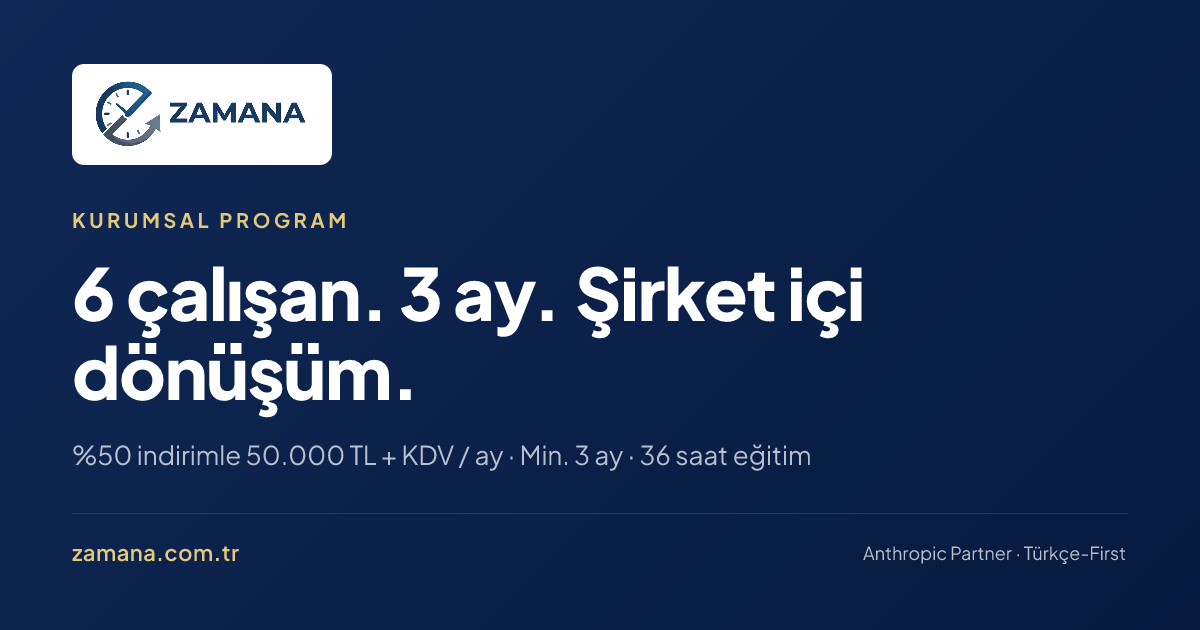 ZAMANA
KURUMSAL PROGRAM
6 çalışan. 3 ay. Şirket içi
dönüşüm.
%50 indirimle 50.000 TL + KDV / ay · Min. 3 ay · 36 saat eğitim
zamana.com.tr
Anthropic Partner · Türkçe-First